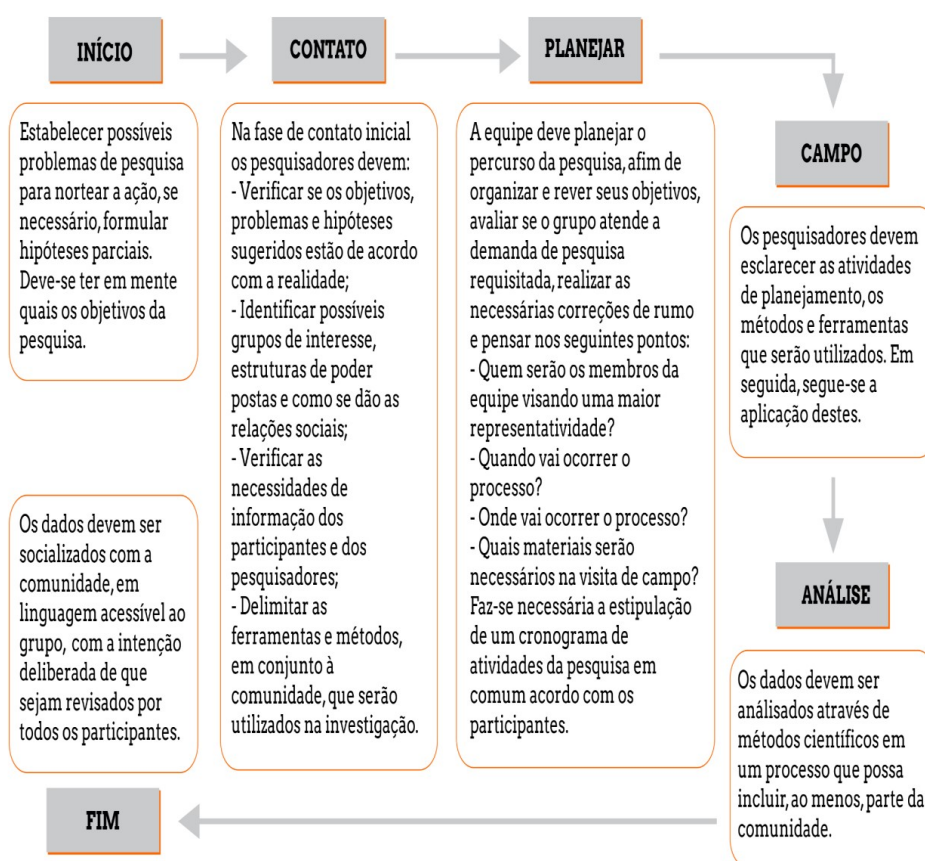 INÍCIO
Estabelecer possíveis
problemas de pesquisa
para nortear a ação, se
necessário, formular
hipóteses parciais.
Deve-se ter em mente
quais os objetivos da
pesquisa.
CONTATO
Na fase de contato inicial
os pesquisadores devem:
- Verificar se os objetivos,
problemas e hipóteses
sugeridos estão de acordo
com a realidade;
- Identificar possíveis
grupos de interesse,
estruturas de poder
postas e como se dão as
relações sociais;
- Verificar as
necessidades de
informação dos
participantes e dos
pesquisadores;
- Delimitar as
ferramentas e métodos,
em conjunto à
comunidade, que serão
utilizados na investigação.
PLANEJAR
A equipe deve planejar o
percurso da pesquisa, afim de
organizar e rever seus objetivos,
avaliar se o grupo atende a
demanda de pesquisa
requisitada, realizar as
necessárias correções de rumo
e pensar nos seguintes pontos:
- Quem serão os membros da
equipe visando uma maior
representatividade?
- Quando vai ocorrer o
processo?
- Onde vai ocorrer o processo?
- Quais materiais serão
necessários na visita de campo?
Faz-se necessária a estipulação
de um cronograma de
atividades da pesquisa em
comum acordo com os
participantes.
CAMPO
Os pesquisadores devem
esclarecer as atividades
de planejamento, os
métodos e ferramentas
que serão utilizados. Em
seguida, segue-se a
aplicação destes.
ANÁLISE
Os dados devem ser
análisados através de
métodos científicos em
um processo que possa
incluir, ao menos, parte da
comunidade.
Os dados devem ser
socializados com a
comunidade, em
linguagem acessível ao
grupo, com a intenção
deliberada de que
sejam revisados por
todos os participantes.
FIM